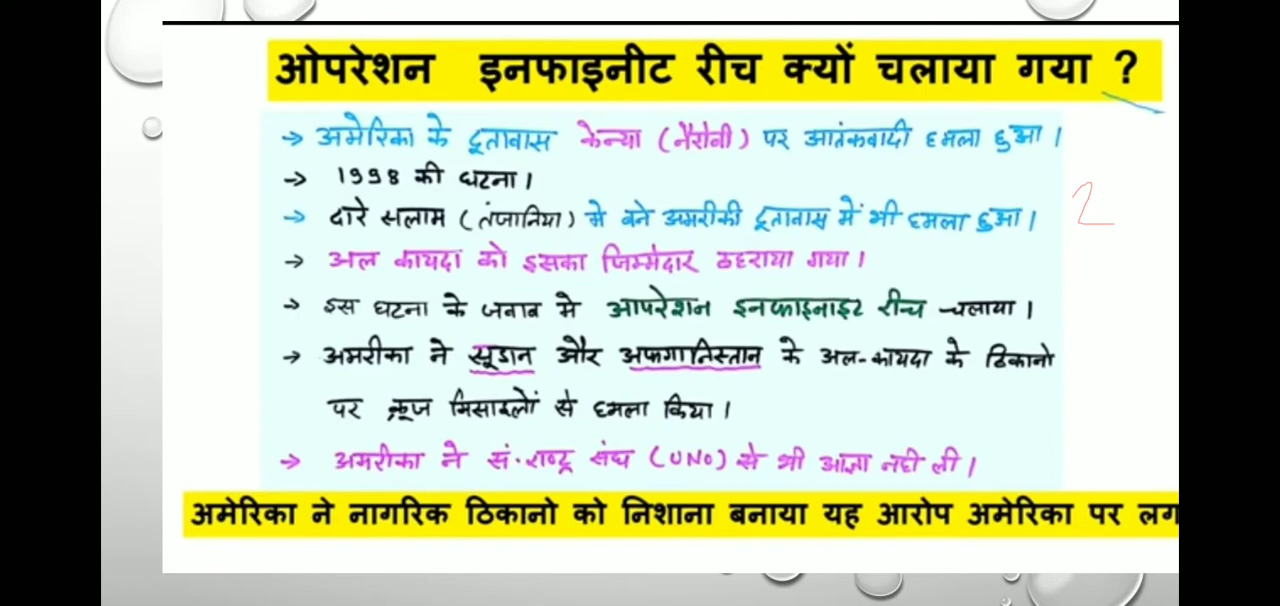 ओपरेशन इनफाइनीट रीच क्यों चलाया गया ?
→ अमेरिका के दूतावास केन्या (नैरोबी) पर आतंकवादी हमला हुआ।
→ 1998 की घटना।
→ दारे सलाम (तंजानिया) मे बने अमरीकी दूतावास में भी हमला हुआ।
2
→ अल कायदा को इसका जिम्मेदार ठहराया गया।
→ इस घटना के जवाब मे आपरेशन इनफाइनाइट रीच चलाया।
→ अमरीका ने सूडान और अफगानिस्तान के अल-कायदा के ठिकानो
पर क्रूज मिसाइलों से हमला किया।
→ अमरीका ने सं. राष्ट्र संघ (UNO) से भी आज्ञा नही ली।
अमेरिका ने नागरिक ठिकानो को निशाना बनाया यह आरोप अमेरिका पर लग